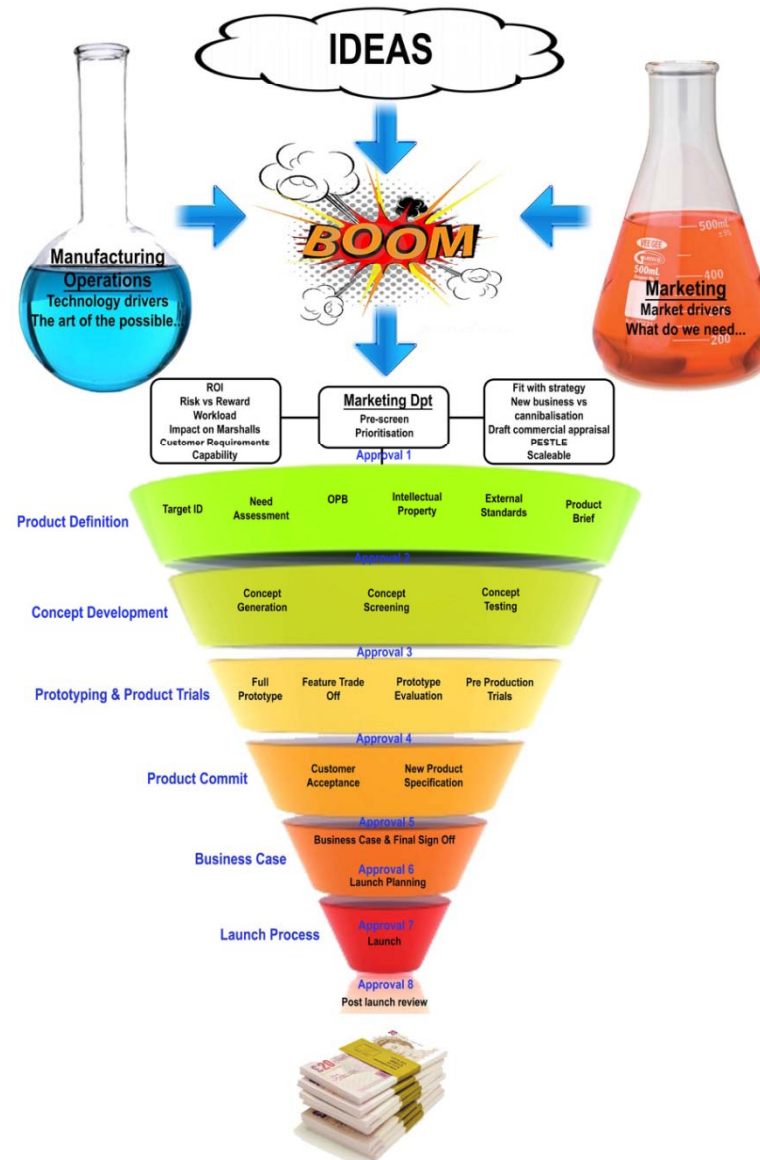 IDEAS
BOOM
Manufacturing
Operations
Technology drivers
The art of the possible...
500mL
±5%
500mL
400
200
Marketing
Market drivers
What do we need...
ROI
Risk vs Reward
Workload
Impact on Marshalls
Customer Requirements
Capability
Marketing Dpt
Pre-screen
Prioritisation
Fit with strategy
New business vs
cannibalisation
Draft commercial appraisal
PESTLE
Scaleable
Approval 1
Product Definition
Target ID
Need
Assessment
OPB
Intellectual
Property
External
Standards
Product
Brief
Approval 2
Concept Development
Concept
Generation
Concept
Screening
Concept
Testing
Approval 3
Prototyping & Product Trials
Full
Prototype
Feature Trade
Off
Prototype
Evaluation
Pre Production
Trials
Approval 4
Product Commit
Customer
Acceptance
New Product
Specification
Approval 5
Business Case
Business Case & Final Sign Off
Approval 6
Launch Planning
Launch Process
Approval 7
Launch
Approval 8
Post launch review
£20